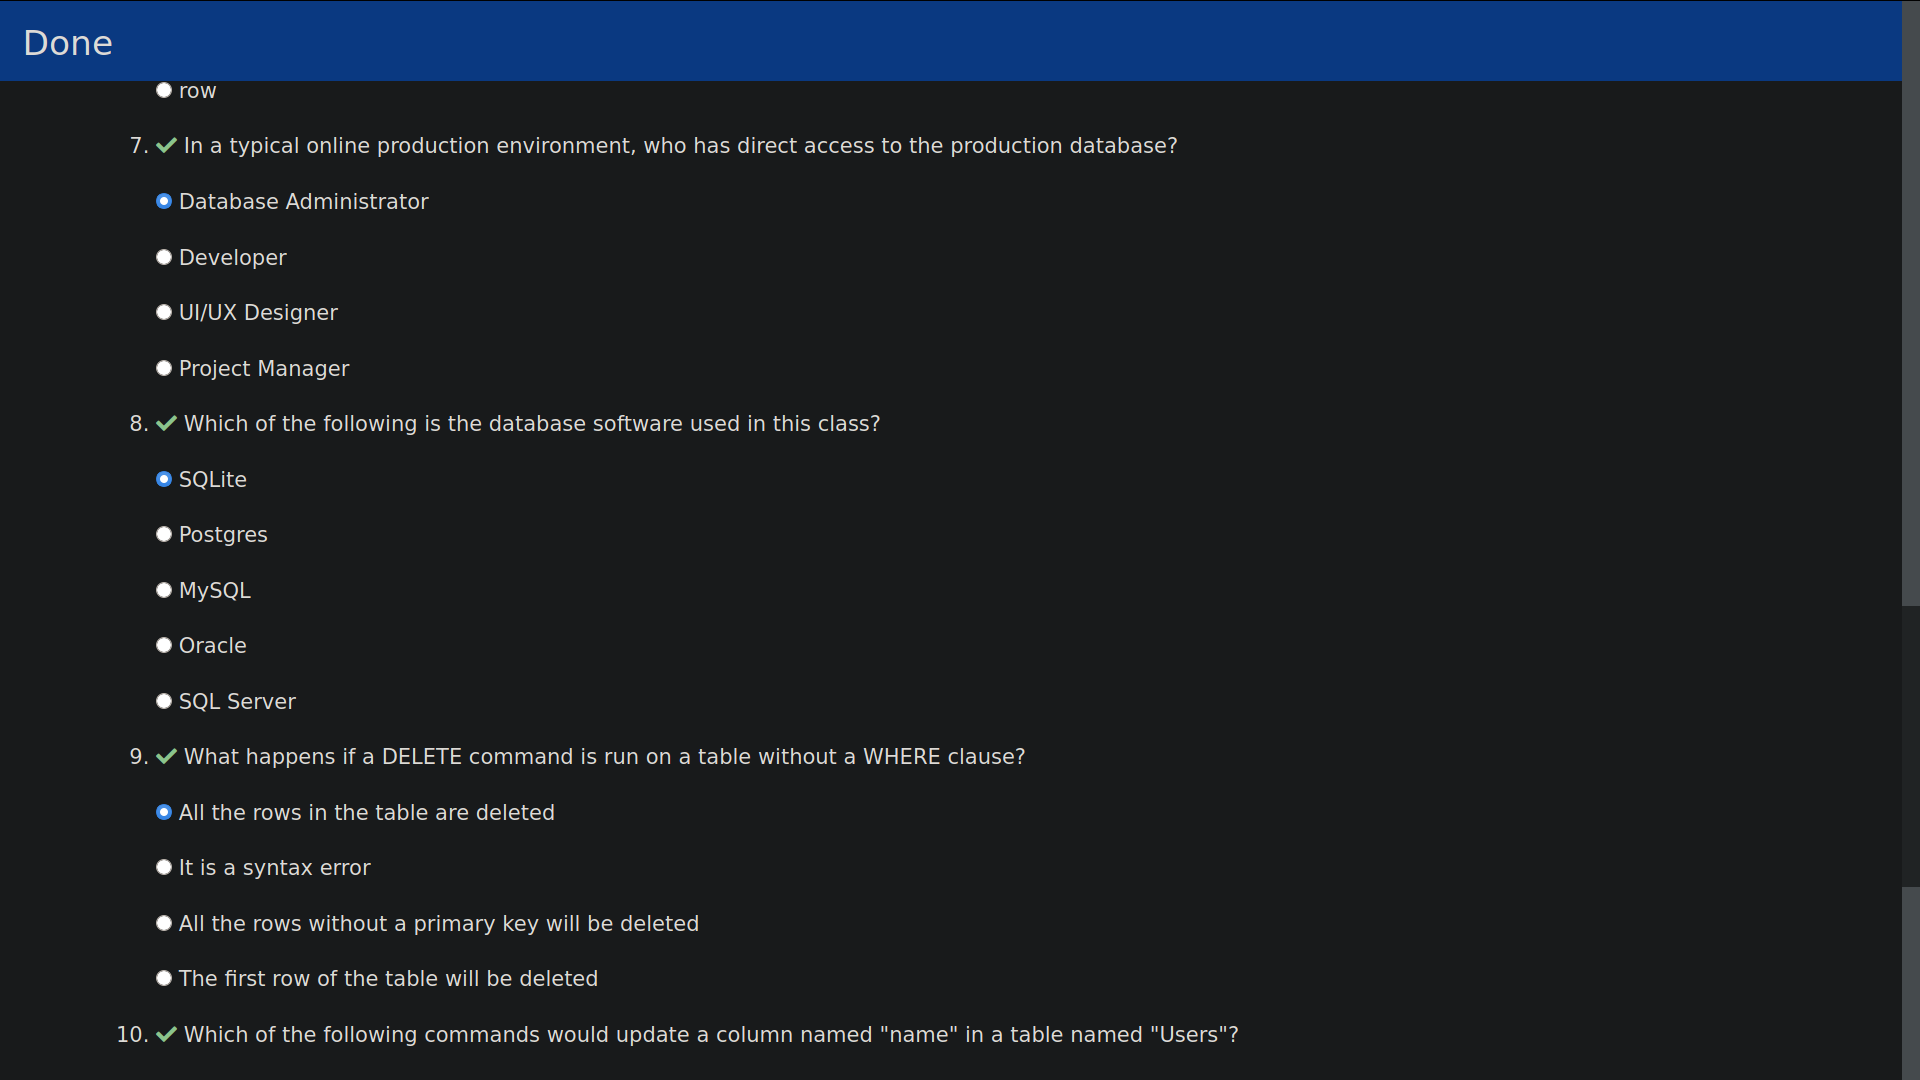 Done
row
7. In a typical online production environment, who has direct access to the production database?
Database Administrator
Developer
UI/UX Designer
Project Manager
8. Which of the following is the database software used in this class?
SQLite
Postgres
MySQL
Oracle
SQL Server
9. What happens if a DELETE command is run on a table without a WHERE clause?
All the rows in the table are deleted
It is a syntax error
All the rows without a primary key will be deleted
The first row of the table will be deleted
10. Which of the following commands would update a column named "name" in a table named "Users"?